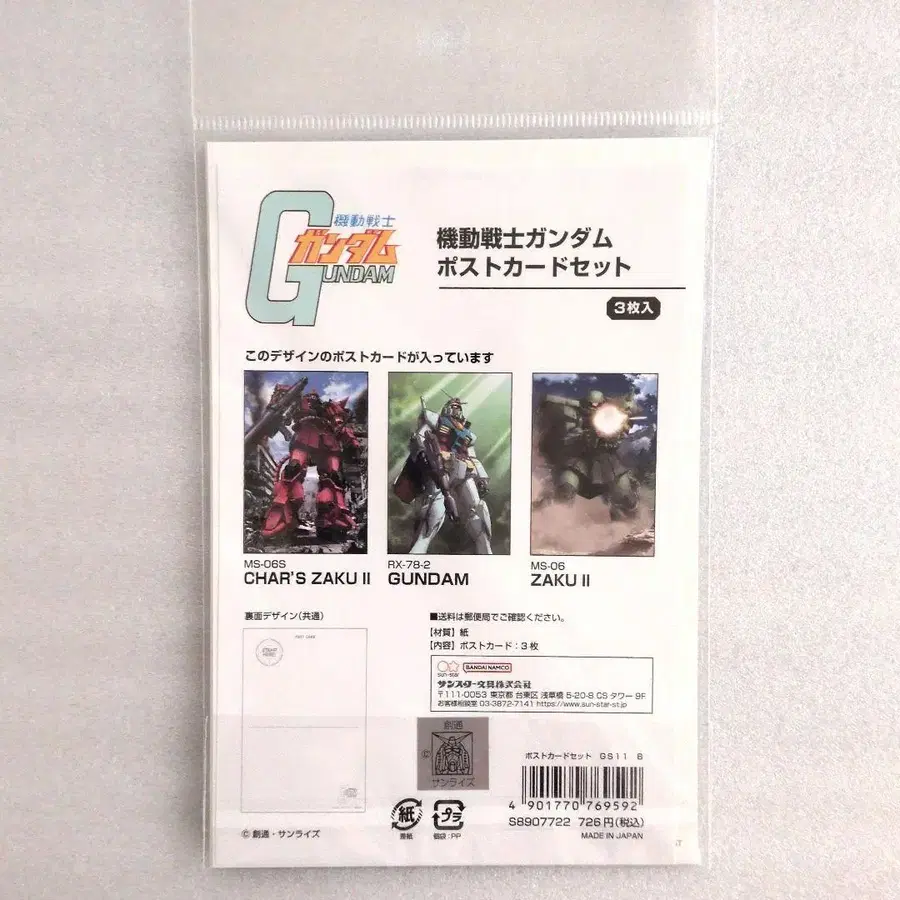 機動戦士
ガンダム
GUNDAM
機動戦士ガンダム
ポストカードセット
3枚入
このデザインのポストカードが入っています
MS-06S
CHAR'S ZAKU II
RX-78-2
GUNDAM
MS-06
ZAKU II
裏面デザイン(共通)
POST CARD
■送料は郵便局でご確認ください。
【材質】紙
【内容】ポストカード:3枚
sun-star
BANDAI NAMCO
サンスター文具株式会社
〒111-0053 東京都 台東区 浅草橋 5-20-8 CS タワー 9F
お客様相談室 03-3872-7141 https://www.sun-star-st.jp
創通
©
サンライズ
ポストカードセット GS11 B
4 901770 769592
S8907722 726円(税込)
MADE IN JAPAN
紙
台紙
プラ
個袋:PP
© 創通・サンライズ